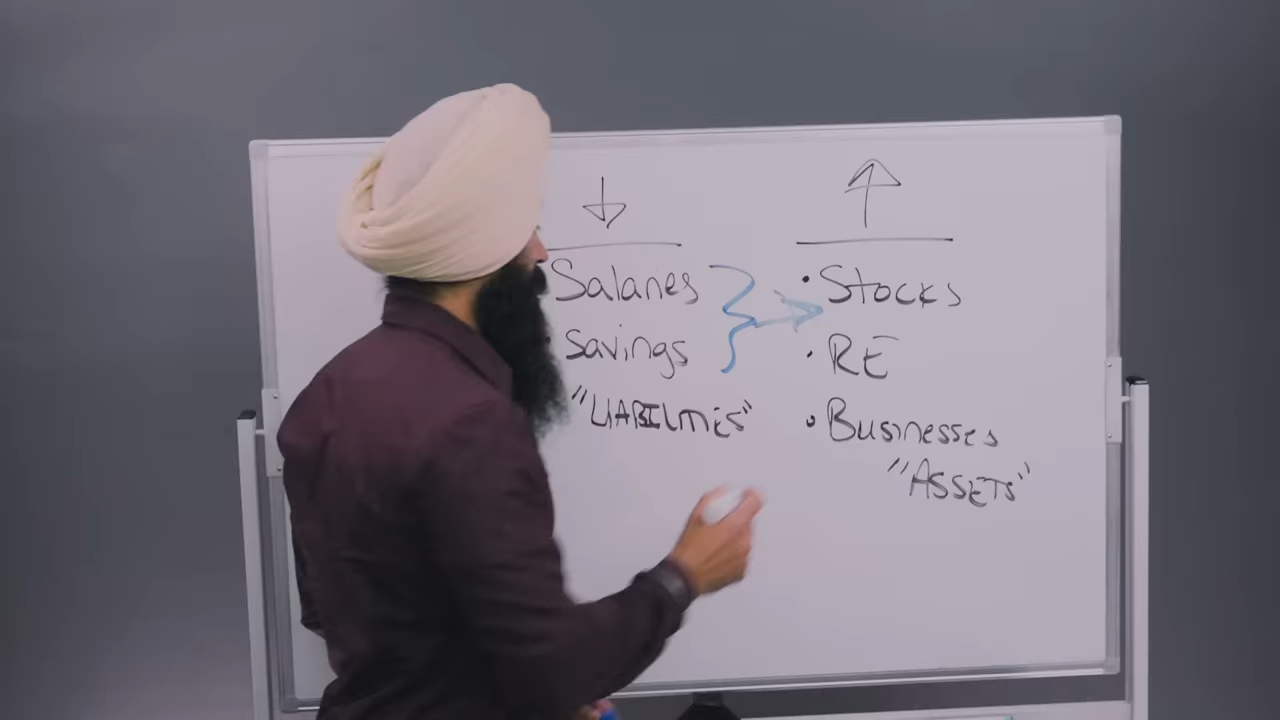 Salaries
Savings
"LIABILITIES"
• Stocks
• RE
• Businesses
"ASSETS"